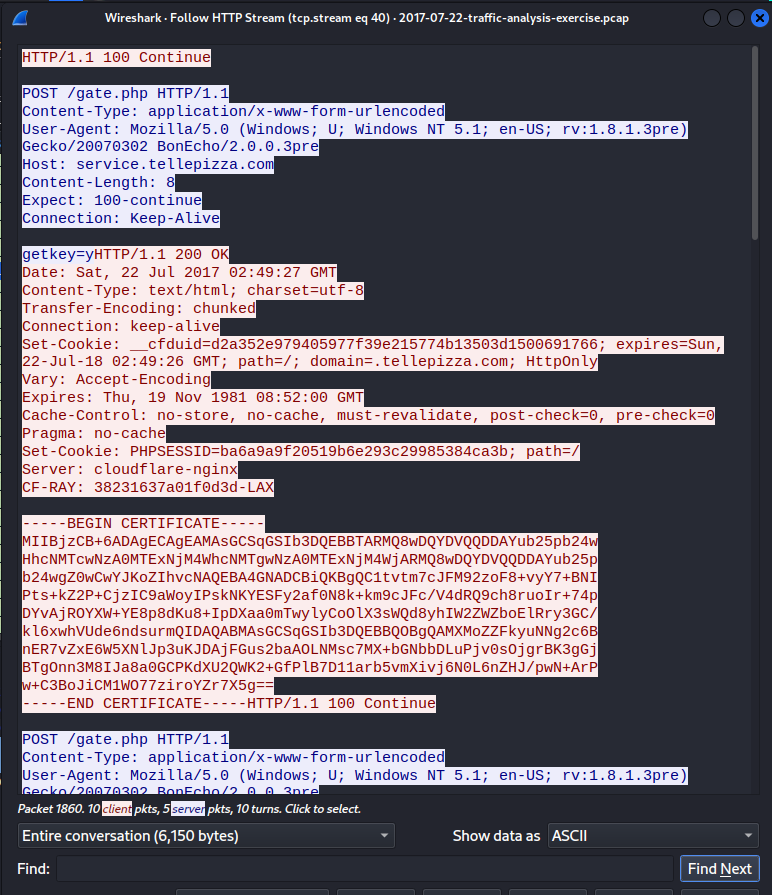 Wireshark · Follow HTTP Stream (tcp.stream eq 40) · 2017-07-22-traffic-analysis-exercise.pcap
HTTP/1.1 100 Continue
POST /gate.php HTTP/1.1
Content-Type: application/x-www-form-urlencoded
User-Agent: Mozilla/5.0 (Windows; U; Windows NT 5.1; en-US; rv:1.8.1.3pre)
Gecko/20070302 BonEcho/2.0.0.3pre
Host: service.tellepizza.com
Content-Length: 8
Expect: 100-continue
Connection: Keep-Alive
getkey=yHTTP/1.1 200 OK
Date: Sat, 22 Jul 2017 02:49:27 GMT
Content-Type: text/html; charset=utf-8
Transfer-Encoding: chunked
Connection: keep-alive
Set-Cookie: __cfduid=d2a352e979405977f39e215774b13503d1500691766; expires=Sun,
22-Jul-18 02:49:26 GMT; path=/; domain=.tellepizza.com; HttpOnly
Vary: Accept-Encoding
Expires: Thu, 19 Nov 1981 08:52:00 GMT
Cache-Control: no-store, no-cache, must-revalidate, post-check=0, pre-check=0
Pragma: no-cache
Set-Cookie: PHPSESSID=ba6a9a9f20519b6e293c29985384ca3b; path=/
Server: cloudflare-nginx
CF-RAY: 38231637a01f0d3d-LAX
-----BEGIN CERTIFICATE-----
MIIBjzCB+6ADAgECAgEAMAsGCSqGSIb3DQEBBTARMQ8wDQYDVQQDDAYub25pb24w
HhcNMTcwNzA0MTExNjM4WhcNMTgwNzA0MTExNjM4WjARMQ8wDQYDVQQDDAYub25p
b24wgZ0wCwYJKoZIhvcNAQEBA4GNADCBiQKBgQC1tvtm7cJFM92zoF8+vyY7+BNI
Pts+kZ2P+CjzIC9aWoyIPskNKYESFy2af0N8k+km9cJFc/V4dRQ9ch8ruoIr+74p
DYvAjROYXW+YE8p8dKu8+IpDXaa0mTwylyCoOlX3sWQd8yhIW2ZWZboElRry3GC/
kl6xwhVUde6ndsurmQIDAQABMAsGCSqGSIb3DQEBBQOBgQAMXMoZZFkyuNNg2c6B
nER7vZxE6W5XNlJp3uKJDAjFGus2baAOLNMsc7MX+bGNbbDLuPjv0sOjgrBK3gGj
BTgOnn3M8IJa8a0GCPKdXU2QWK2+GfPlB7D11arb5vmXivj6N0L6nZHJ/pwN+ArP
w+C3BoJiCM1WO77ziroYZr7X5g==
-----END CERTIFICATE-----HTTP/1.1 100 Continue
POST /gate.php HTTP/1.1
Content-Type: application/x-www-form-urlencoded
User-Agent: Mozilla/5.0 (Windows; U; Windows NT 5.1; en-US; rv:1.8.1.3pre)
Gecko/20070302 BonEcho/2.0.0.3pre
Packet 1860. 10 client pkts, 5 server pkts, 10 turns. Click to select.
Entire conversation (6,150 bytes)
Show data as ASCII
Find:
Find Next